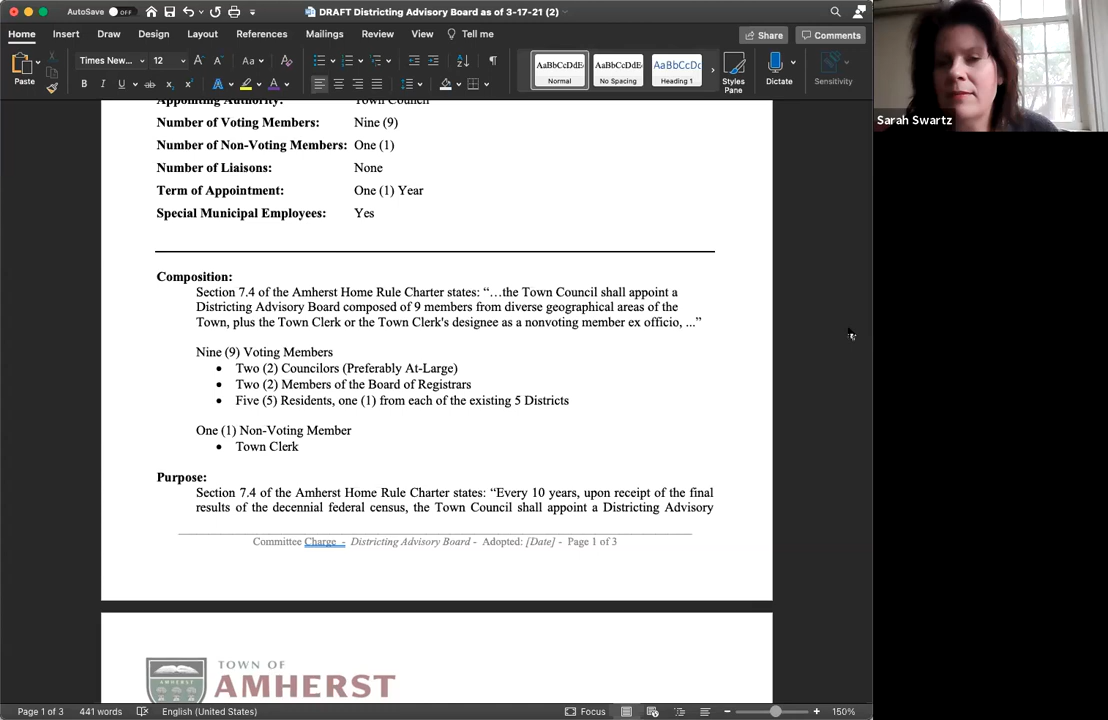 AutoSave OFF DRAFT Districting Advisory Board as of 3-17-21 (2)
Home Insert Draw Design Layout References Mailings Review View Tell me Share Comments
Paste Times New... 12 Aa AaBbCcDdE Normal AaBbCcDdE No Spacing AaBbCcDc Heading 1 Styles Pane Dictate Sensitivity
B I U ab x₂ x² A A
Appointing Authority: Town Council
Number of Voting Members: Nine (9)
Number of Non-Voting Members: One (1)
Number of Liaisons: None
Term of Appointment: One (1) Year
Special Municipal Employees: Yes
Composition:
Section 7.4 of the Amherst Home Rule Charter states: “…the Town Council shall appoint a
Districting Advisory Board composed of 9 members from diverse geographical areas of the
Town, plus the Town Clerk or the Town Clerk's designee as a nonvoting member ex officio, ...”
Nine (9) Voting Members
• Two (2) Councilors (Preferably At-Large)
• Two (2) Members of the Board of Registrars
• Five (5) Residents, one (1) from each of the existing 5 Districts
One (1) Non-Voting Member
• Town Clerk
Purpose:
Section 7.4 of the Amherst Home Rule Charter states: “Every 10 years, upon receipt of the final
results of the decennial federal census, the Town Council shall appoint a Districting Advisory
Committee Charge - Districting Advisory Board - Adopted: [Date] - Page 1 of 3
TOWN OF
AMHERST
Page 1 of 3 441 words English (United States) Focus 150%
Sarah Swartz